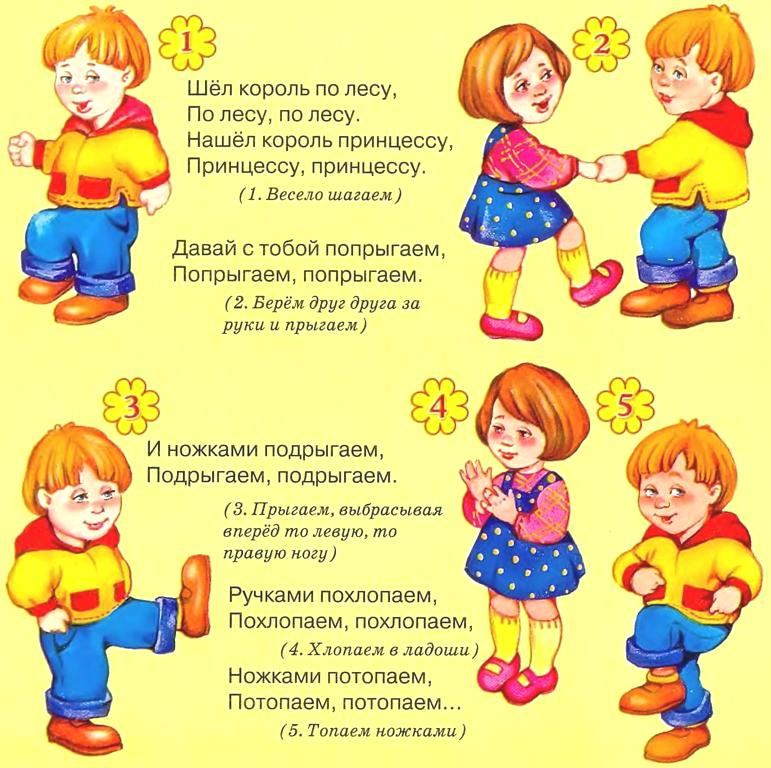 1
Шёл король по лесу,
По лесу, по лесу.
Нашёл король принцессу,
Принцессу, принцессу.
(1. Весело шагаем)
2
Давай с тобой попрыгаем,
Попрыгаем, попрыгаем.
(2. Берём друг друга за
руки и прыгаем)
3
И ножками подрыгаем,
Подрыгаем, подрыгаем.
(3. Прыгаем, выбрасывая
вперёд то левую, то
правую ногу)
4
Ручками похлопаем,
Похлопаем, похлопаем,
(4. Хлопаем в ладоши)
5
Ножками потопаем,
Потопаем, потопаем...
(5. Топаем ножками)